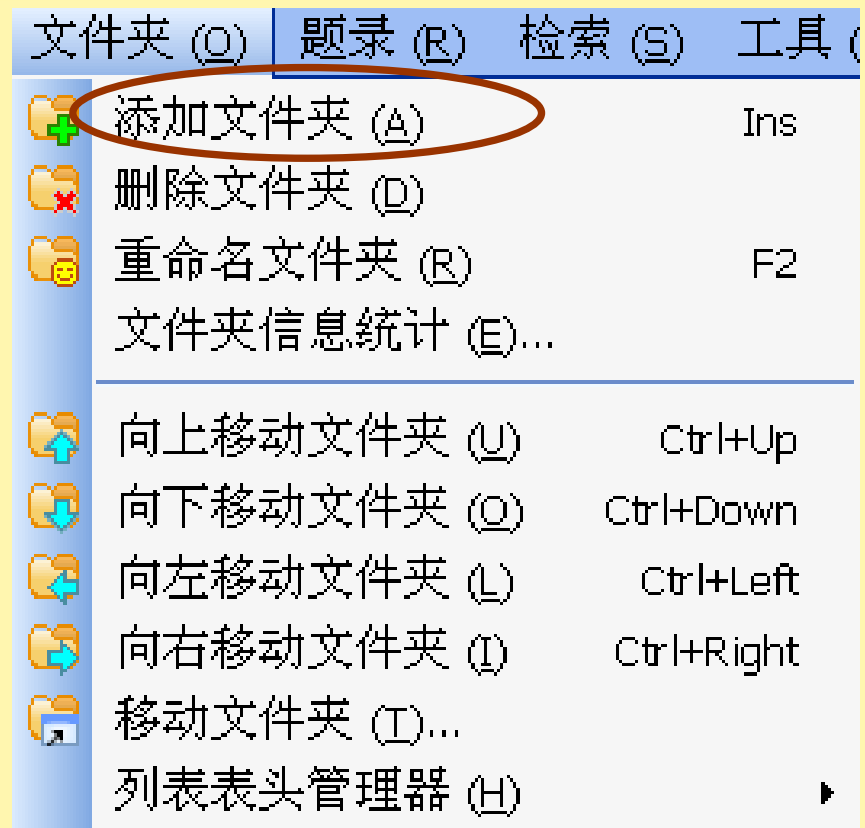 文件夹 (O) 题录 (R) 检索 (S) 工具 (
添加文件夹 (A) Ins
删除文件夹 (D)
重命名文件夹 (R) F2
文件夹信息统计 (E)...
向上移动文件夹 (U) Ctrl+Up
向下移动文件夹 (O) Ctrl+Down
向左移动文件夹 (L) Ctrl+Left
向右移动文件夹 (I) Ctrl+Right
移动文件夹 (T)...
列表表头管理器 (H)